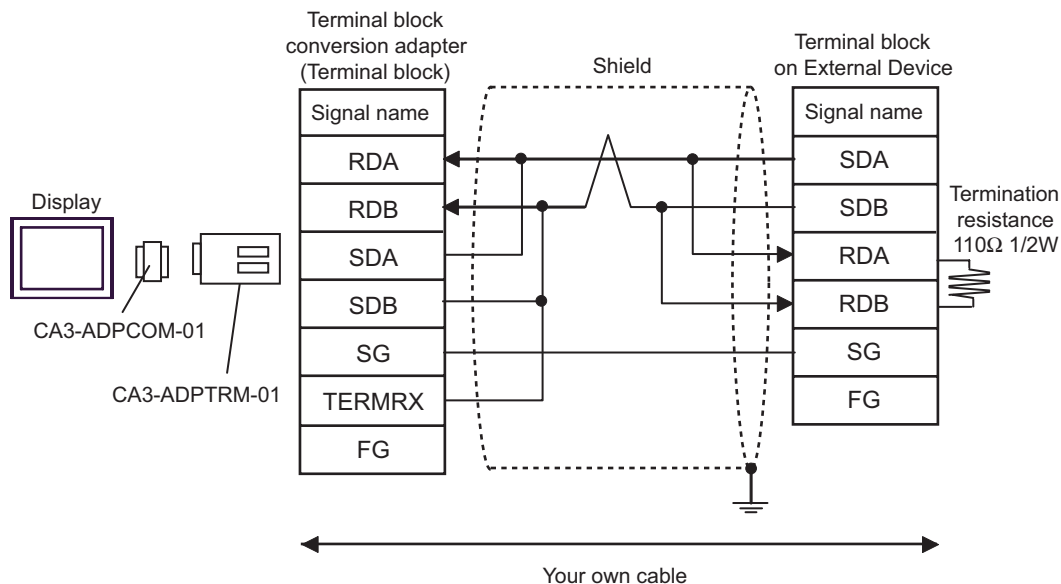 Terminal block
conversion adapter
(Terminal block)
Shield
Terminal block
on External Device
Signal name
RDA
RDB
SDA
SDB
SG
TERMRX
FG
Signal name
SDA
SDB
RDA
RDB
SG
FG
Termination
resistance
110Ω 1/2W
Display
CA3-ADPCOM-01
CA3-ADPTRM-01
Your own cable